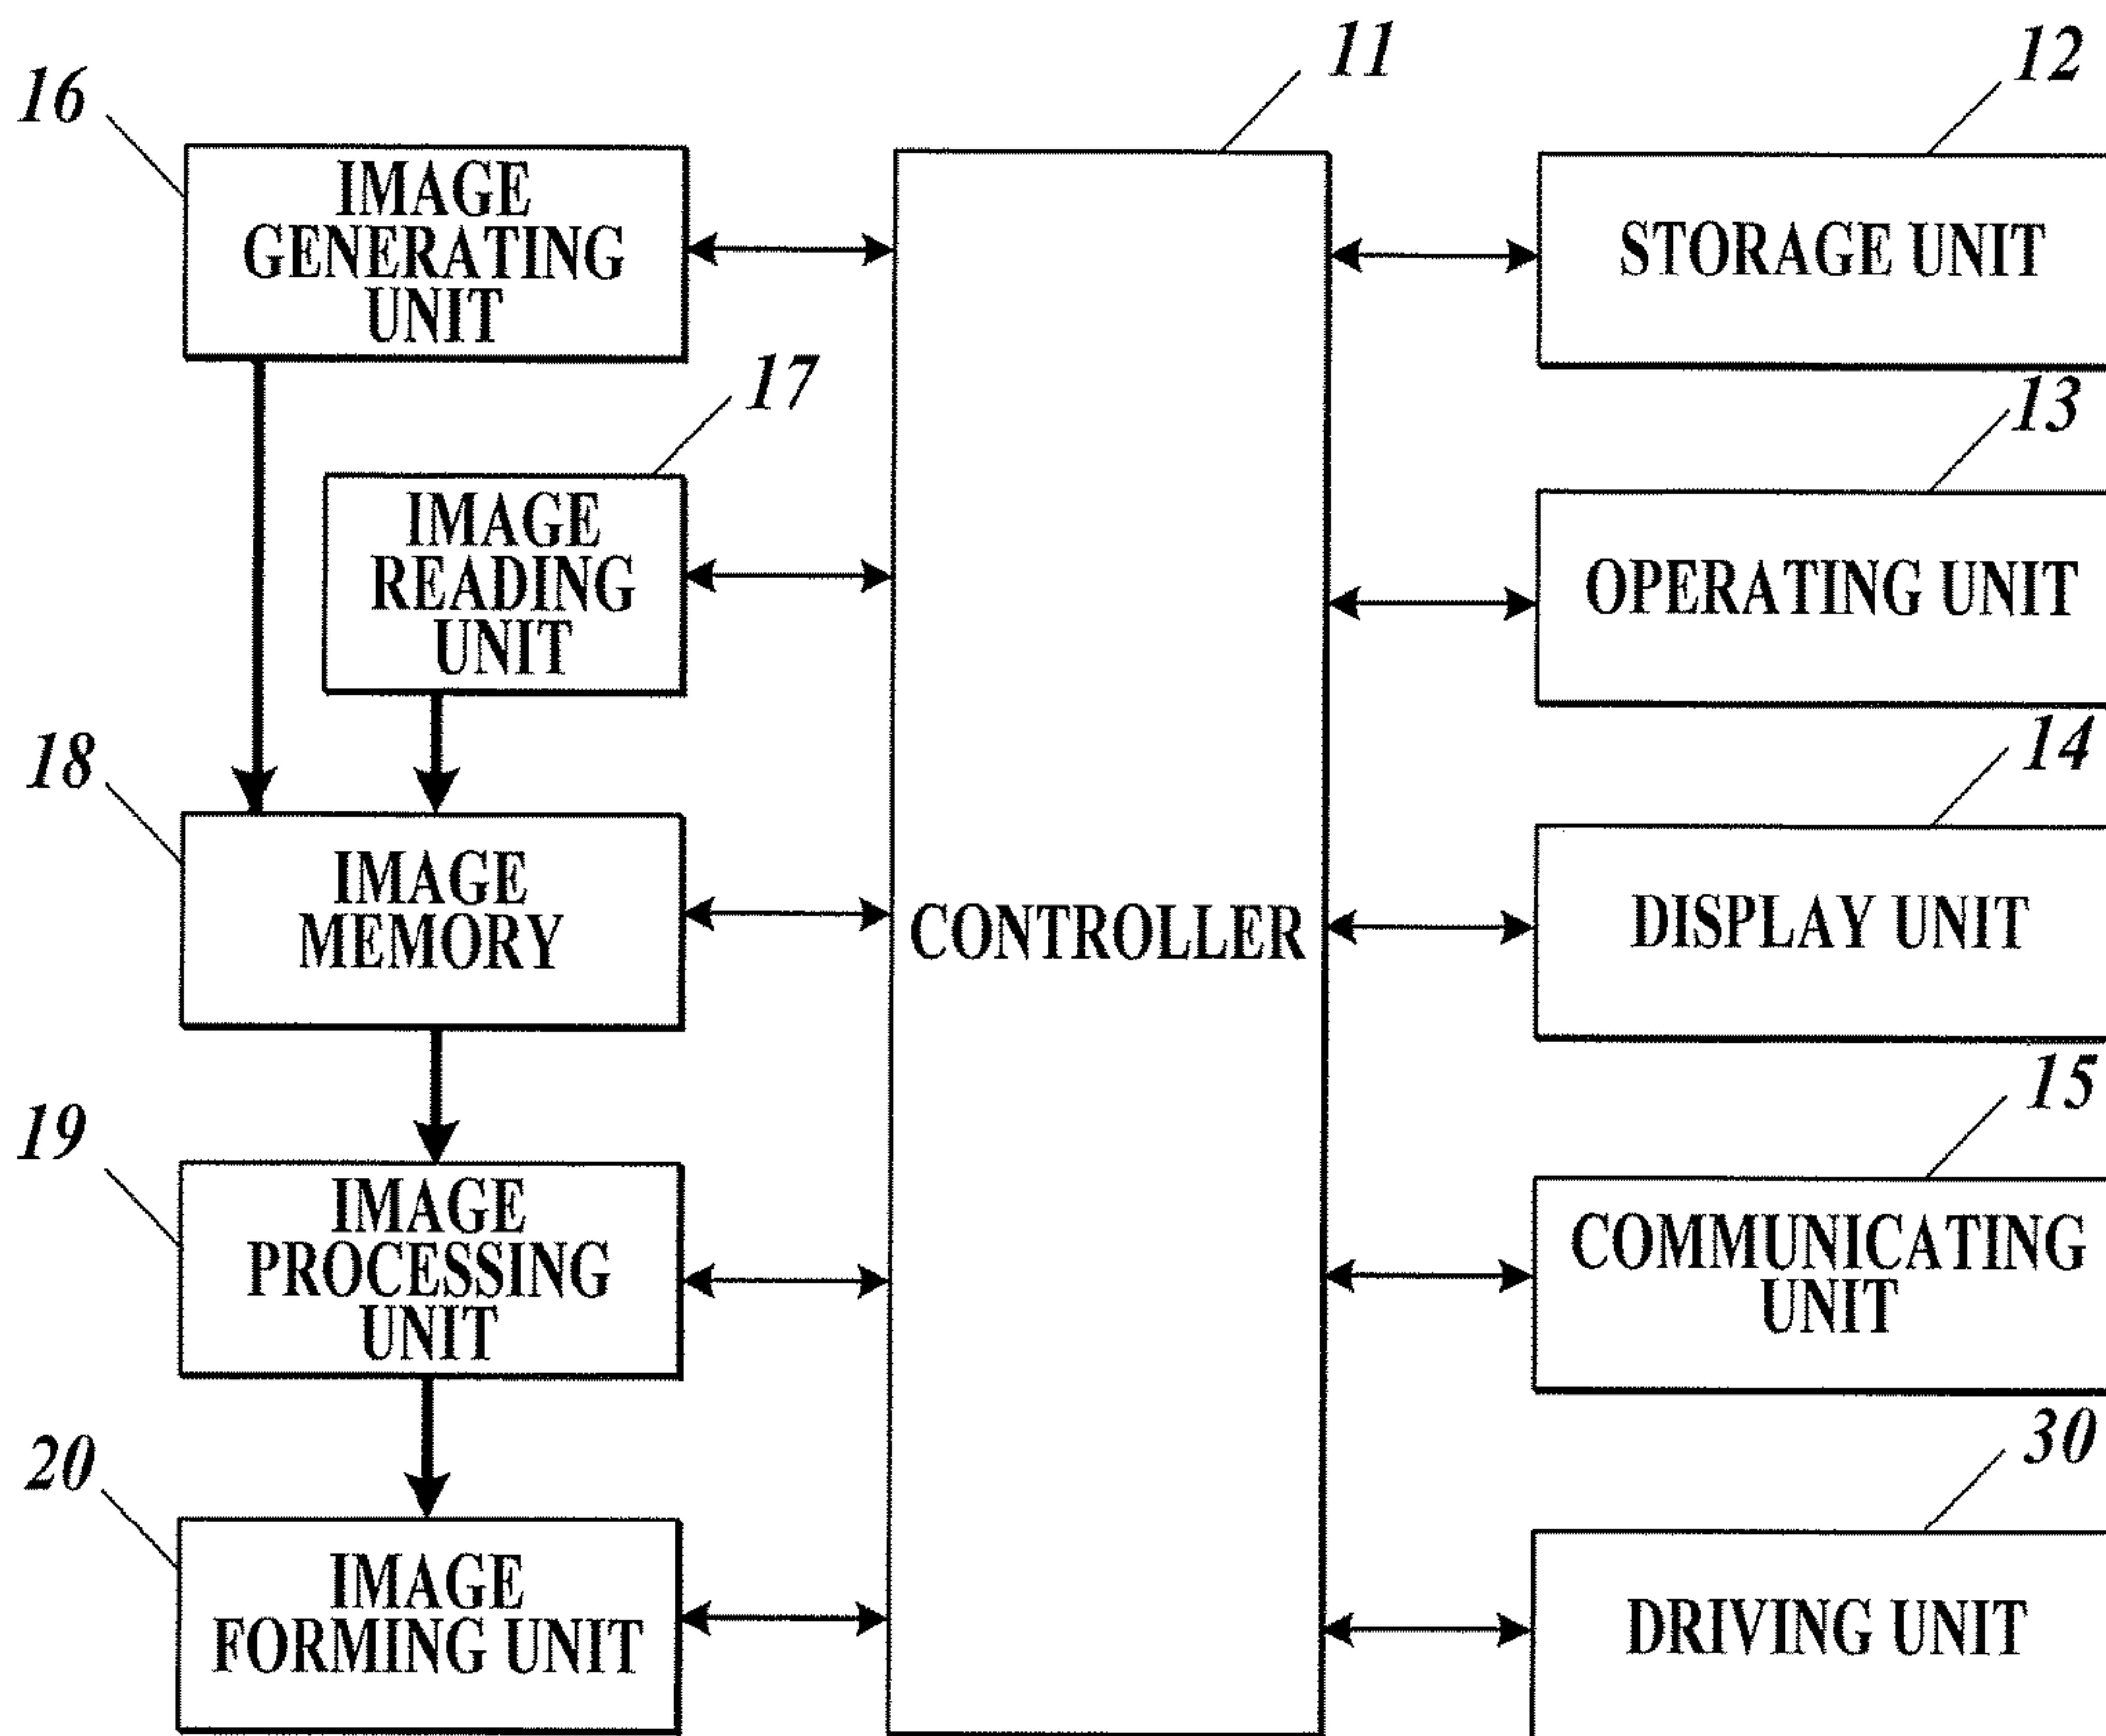 11
12
16
IMAGE
GENERATING
UNIT
STORAGE UNIT
17
13
IMAGE
READING
UNIT
OPERATING UNIT
18
14
IMAGE
MEMORY
CONTROLLER
DISPLAY UNIT
15
19
IMAGE
PROCESSING
UNIT
COMMUNICATING
UNIT
20
30
IMAGE
FORMING UNIT
DRIVING UNIT